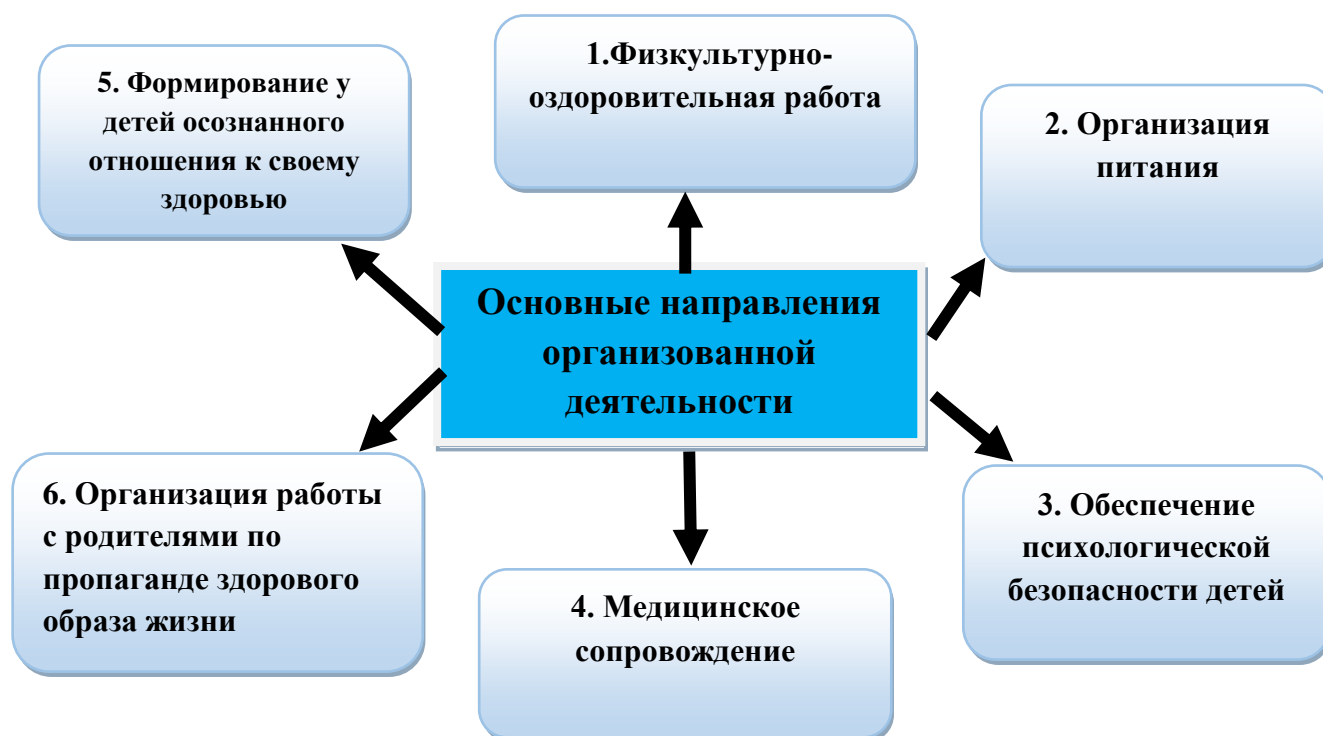 1.Физкультурно-
оздоровительная работа
2. Организация
питания
3. Обеспечение
психологической
безопасности детей
4. Медицинское
сопровождение
5. Формирование у
детей осознанного
отношения к своему
здоровью
6. Организация работы
с родителями по
пропаганде здорового
образа жизни
Основные направления
организованной
деятельности